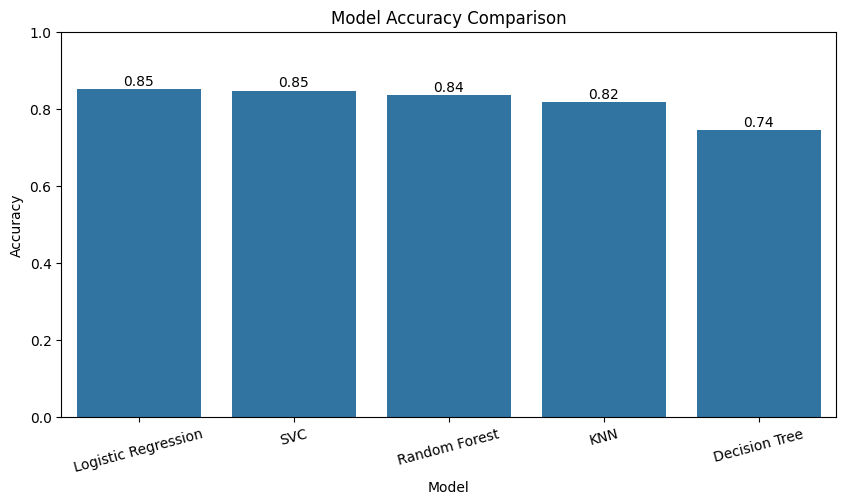 Model Accuracy Comparison
1.0
0.8
0.6
0.4
0.2
0.0
Accuracy
0.85
0.85
0.84
0.82
0.74
Logistic Regression
SVC
Random Forest
KNN
Decision Tree
Model